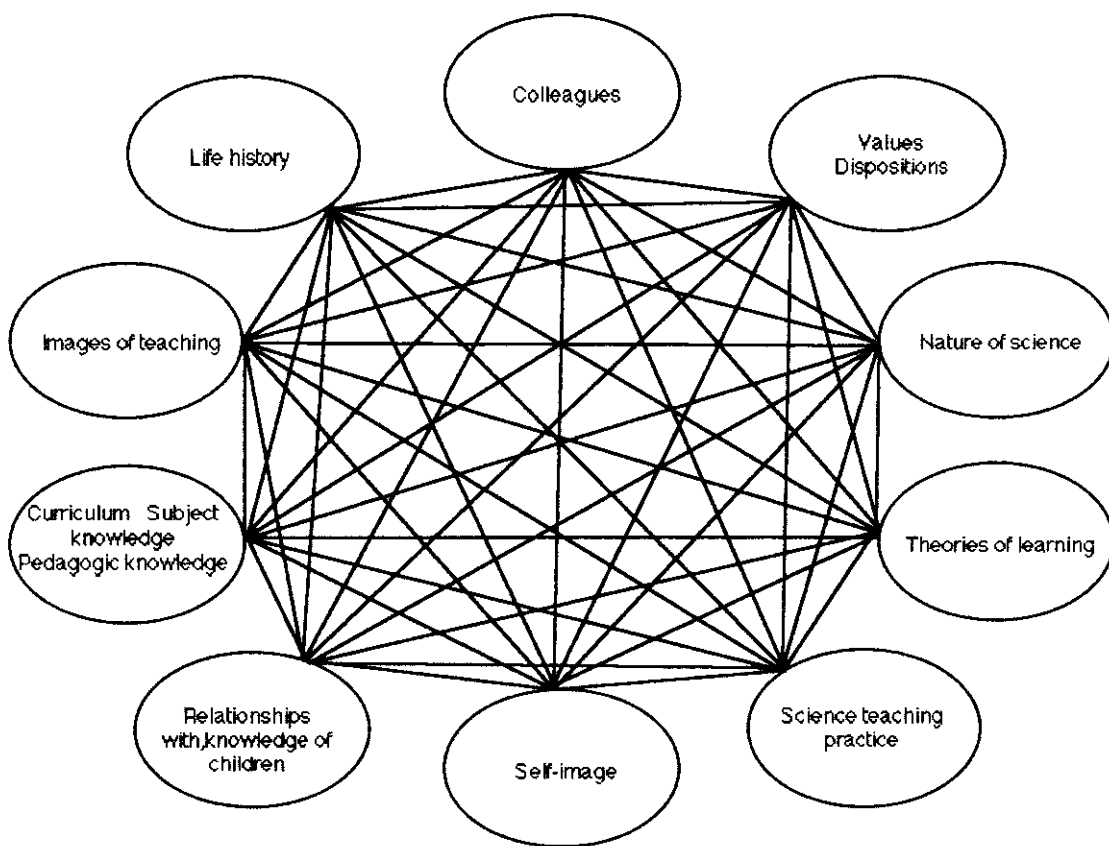 Colleagues
Life history
Values
Dispositions
Images of teaching
Nature of science
Curriculum Subject
knowledge
Pedagogic knowledge
Theories of learning
Relationships
with,knowledge of
children
Self-image
Science teaching
practice